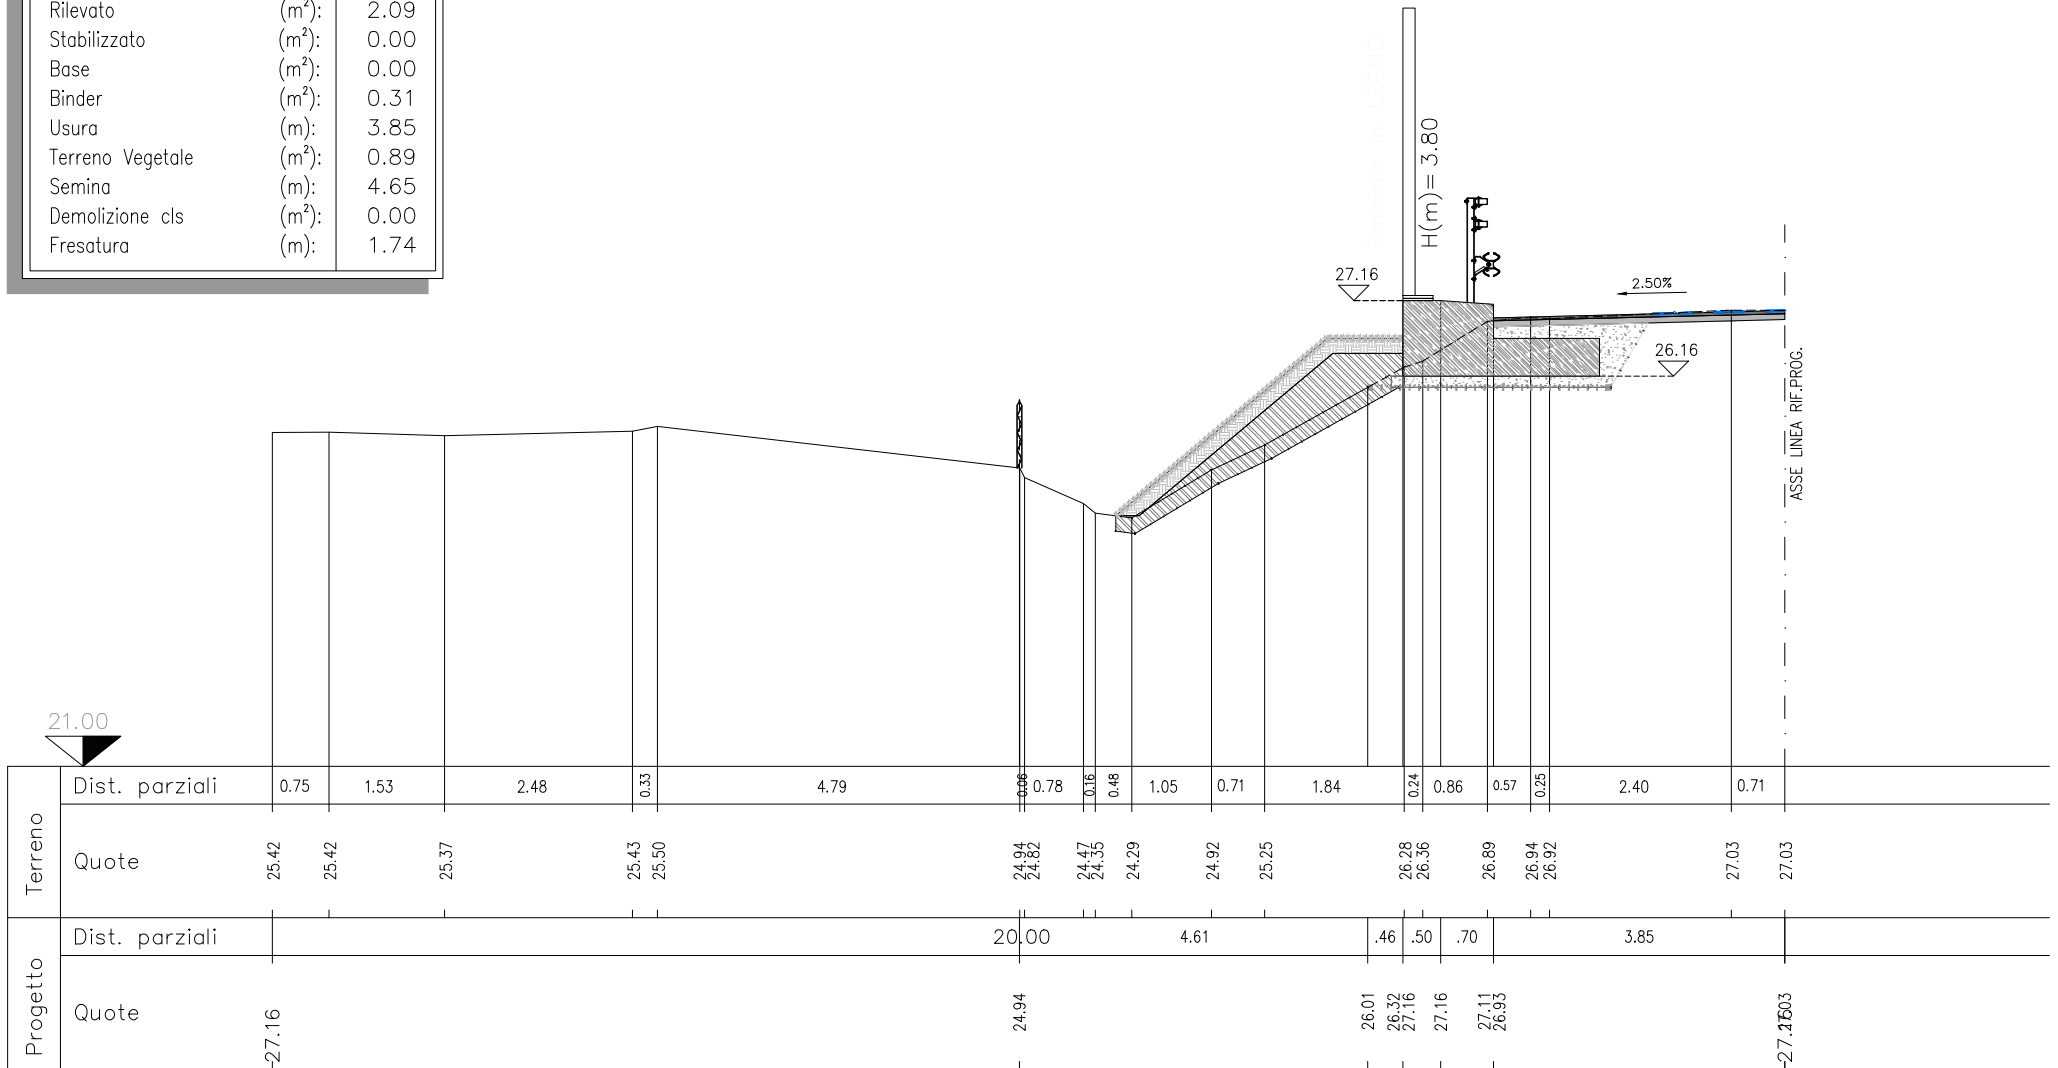 Rilevato (m²): 2.09
Stabilizzato (m²): 0.00
Base (m²): 0.00
Binder (m²): 0.31
Usura (m): 3.85
Terreno Vegetale (m²): 0.89
Semina (m): 4.65
Demolizione cls (m²): 0.00
Fresatura (m): 1.74
H(m)= 3.80
27.16
2.50%
26.16
ASSE LINEA RIF.PROG.
21.00
Terreno
Dist. parziali 0.75 1.53 2.48 0.33 4.79 0.06 0.78 0.16 0.48 1.05 0.71 1.84 0.24 0.86 0.57 0.25 2.40 0.71
Quote 25.42 25.42 25.37 25.43 25.50 24.94 24.82 24.47 24.35 24.29 24.92 25.25 26.28 26.36 26.89 26.94 26.92 27.03 27.03
Progetto
Dist. parziali 20.00 4.61 .46 .50 .70 3.85
Quote -27.16 24.94 26.01 26.32 27.16 27.16 27.11 26.93